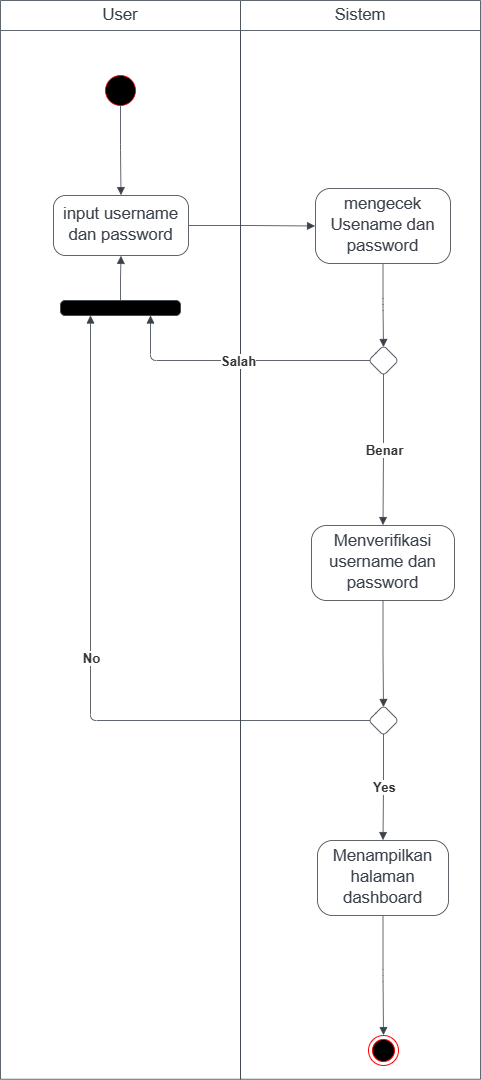 User
Sistem
input username
dan password
mengecek
Usename dan
password
Salah
Benar
Menverifikasi
username dan
password
No
Yes
Menampilkan
halaman
dashboard